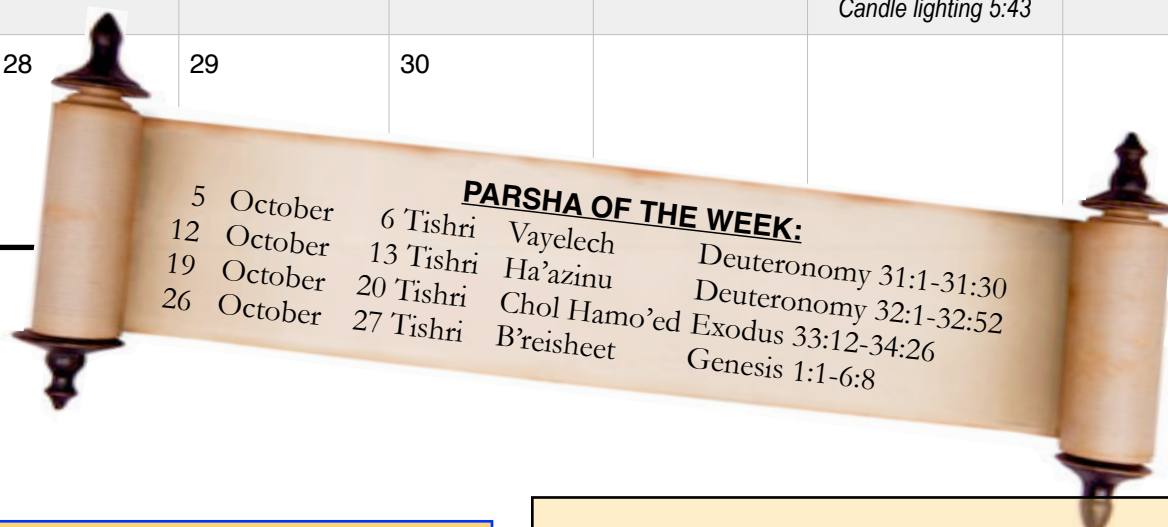 Candle lighting 5:43
28 29 30
PARSHA OF THE WEEK:
5 October 6 Tishri Vayelech Deuteronomy 31:1-31:30
12 October 13 Tishri Ha’azinu Deuteronomy 32:1-32:52
19 October 20 Tishri Chol Hamo’ed Exodus 33:12-34:26
26 October 27 Tishri B’reisheet Genesis 1:1-6:8